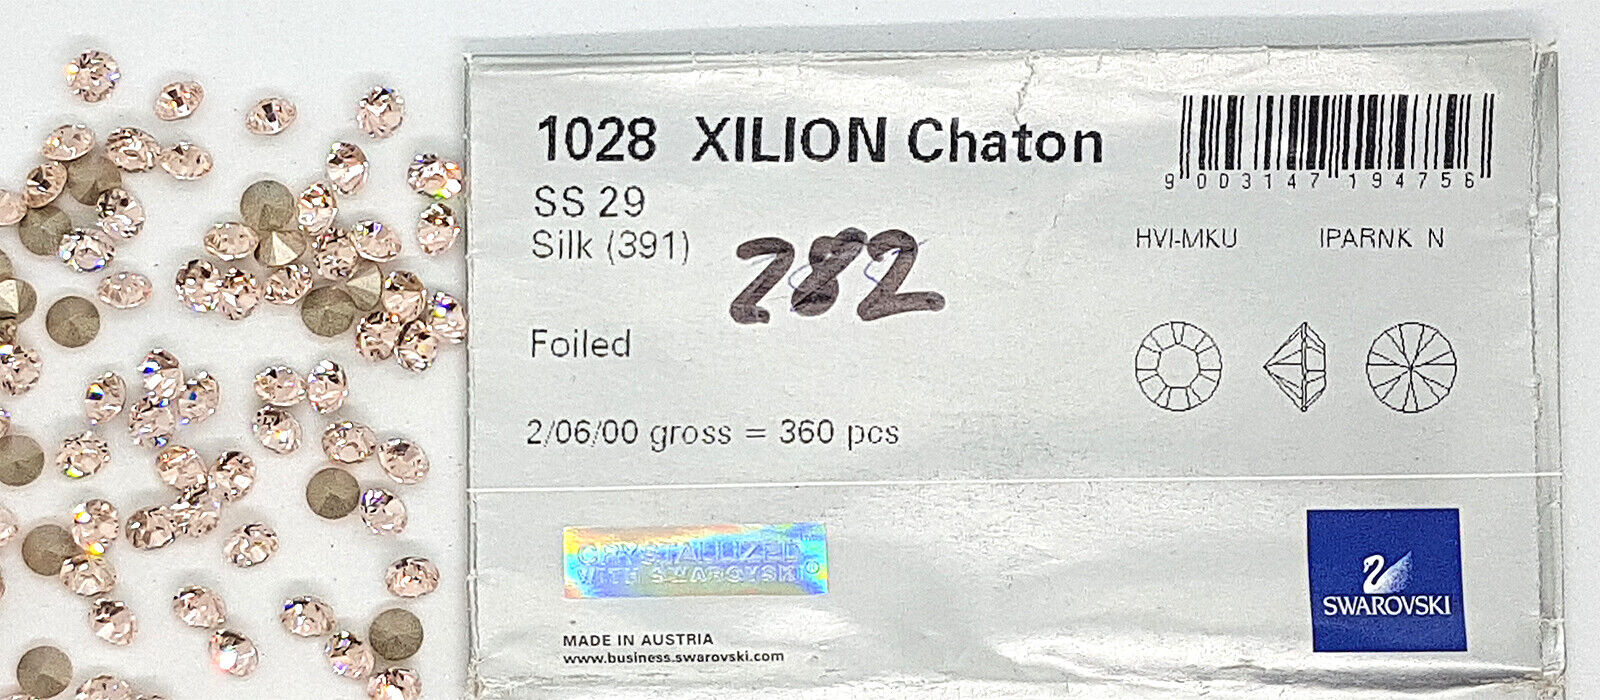 1028 XILION Chaton
SS 29
Silk (391)
282
Foiled
2/06/00 gross = 360 pcs
9 003147 194756
HVI-MKU IPARNK N
CRYSTALLIZED™
WITH SWAROVSKI
SWAROVSKI
MADE IN AUSTRIA
www.business.swarovski.com